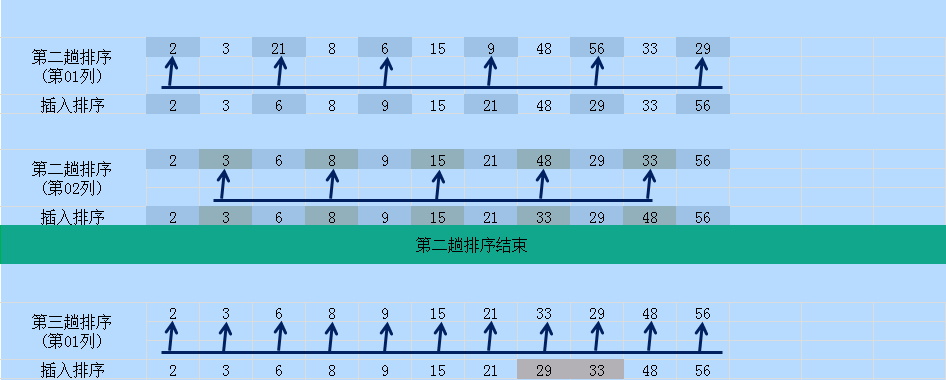 第二趟排序 2 3 21 8 6 15 9 48 56 33 29
(第01列)
插入排序 2 3 6 8 9 15 21 48 29 33 56
第二趟排序 2 3 6 8 9 15 21 48 29 33 56
(第02列)
插入排序 2 3 6 8 9 15 21 33 29 48 56
第二趟排序结束
第三趟排序 2 3 6 8 9 15 21 33 29 48 56
(第01列)
插入排序 2 3 6 8 9 15 21 29 33 48 56